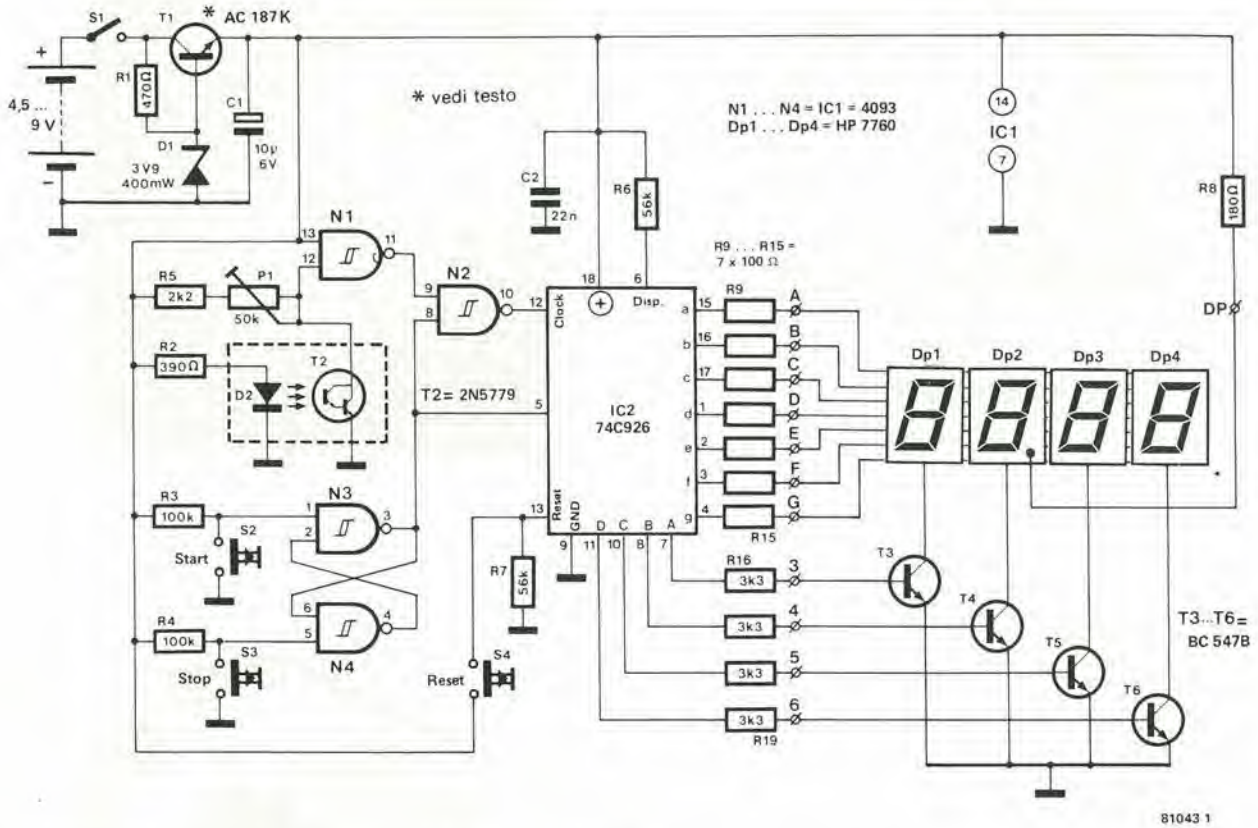 S1
T1
* AC 187K
+
R1
470Ω
4,5 ...
9 V
-
C1
10µ
6V
D1
3V9
400mW
* vedi testo
N1 ... N4 = IC1 = 4093
Dp1 ... Dp4 = HP 7760
14
IC1
7
C2
22n
R6
56k
R8
180Ω
DP
N1
13
12
11
N2
9
8
10
12
R5
2k2
P1
50k
R2
390Ω
D2
T2
T2= 2N5779
5
R3
100k
S2
Start
N3
1
2
3
R4
100k
S3
Stop
6
5
4
N4
R7
56k
S4
Reset
18
+
6
Disp.
Clock
IC2
74C926
Reset
13
GND
9
D
11
C
10
B
8
A
7
a
15
b
16
c
17
d
1
e
2
f
3
g
4
R9 ... R15 =
7 x 100 Ω
R9
A
B
C
D
E
F
G
R15
Dp1
Dp2
Dp3
Dp4
R16
3k3
3
3k3
4
3k3
5
3k3
6
R19
T3
T4
T5
T6
T3...T6=
BC 547B
81043 1